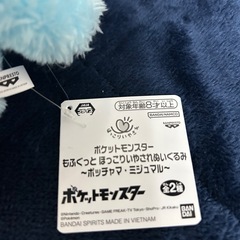 対象年齢8才以上
BANDAI NAMCO
ポケットモンスター
もふぐっと ほっこりいやされぬいぐるみ
～ポッチャマ・ミジュマル～
ポケットモンスター
全2種
©Nintendo・Creatures・GAME FREAK・TV Tokyo・ShoPro・JR Kikaku
©Pokémon
BANDAI SPIRITS MADE IN VIETNAM
BANDAI